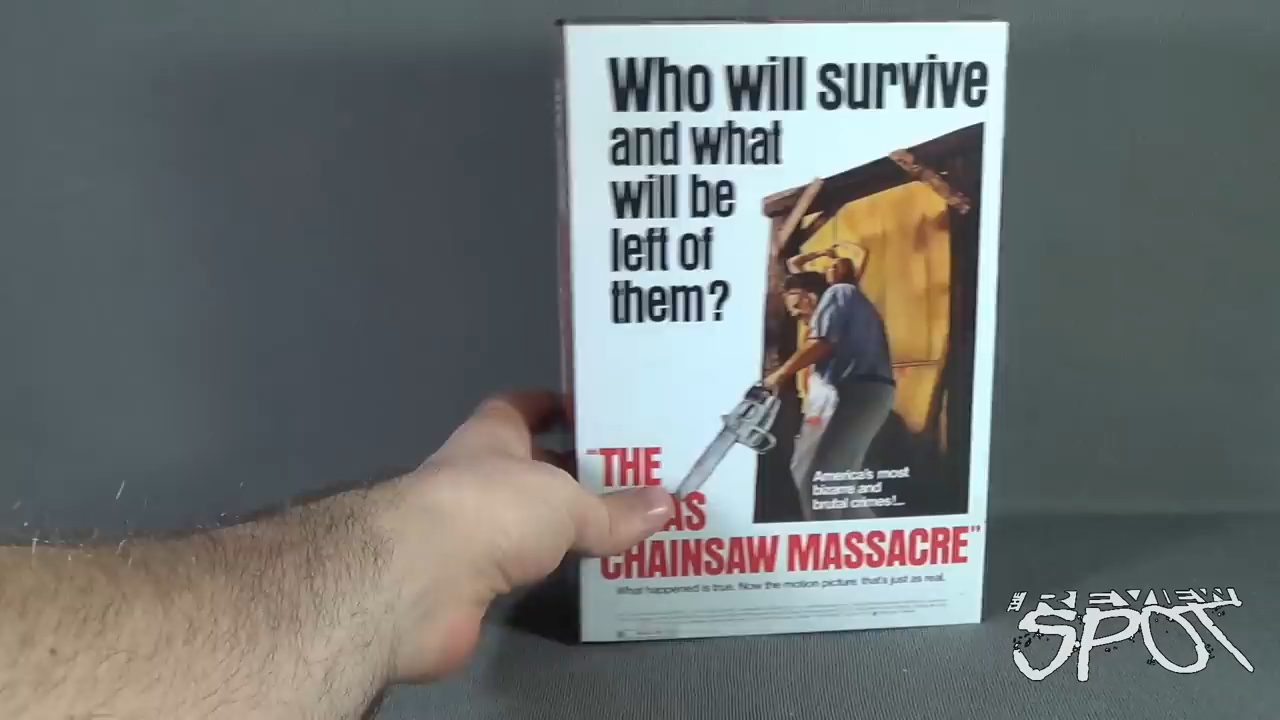 Who will survive
and what
will be
left of
them?
America's most
bizarre and
brutal crimes!...
"THE
AS
CHAINSAW MASSACRE"
What happened is true. Now the motion picture that's just as real.
THE REVIEW
SPOT